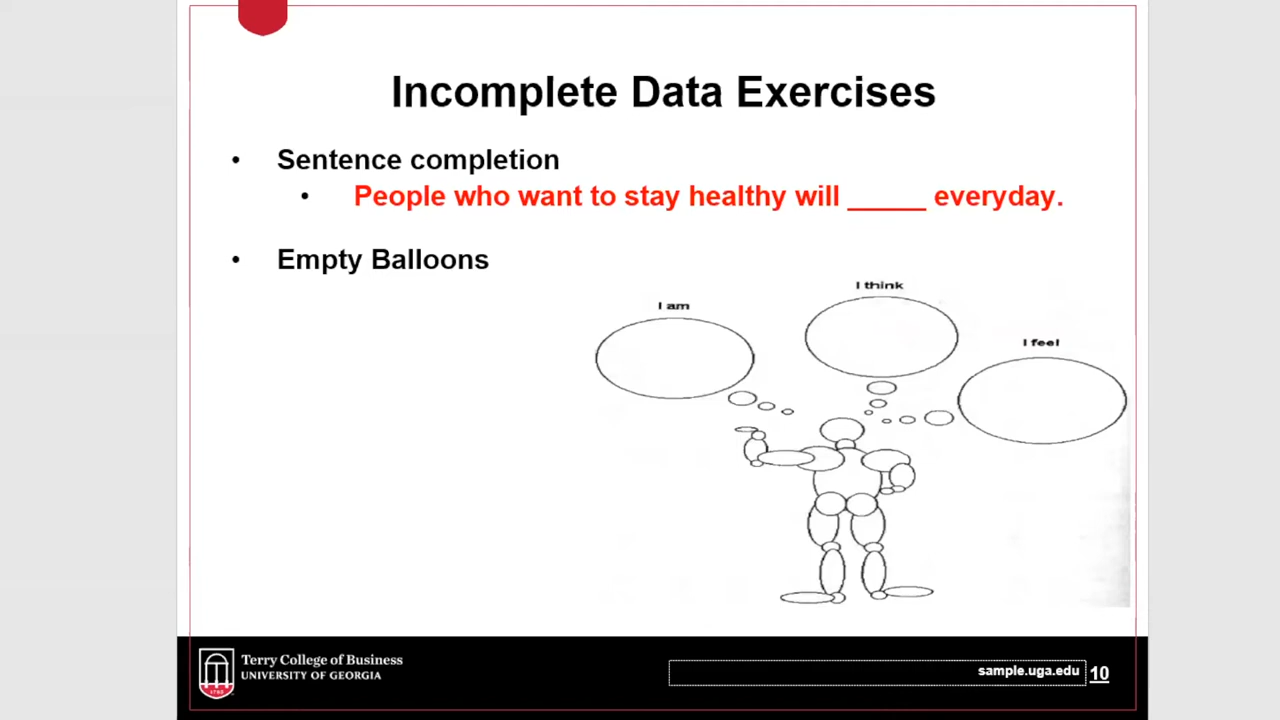 Incomplete Data Exercises
• Sentence completion
• People who want to stay healthy will _____ everyday.
• Empty Balloons
I am
I think
I feel
Terry College of Business
UNIVERSITY OF GEORGIA
1785
sample.uga.edu 10